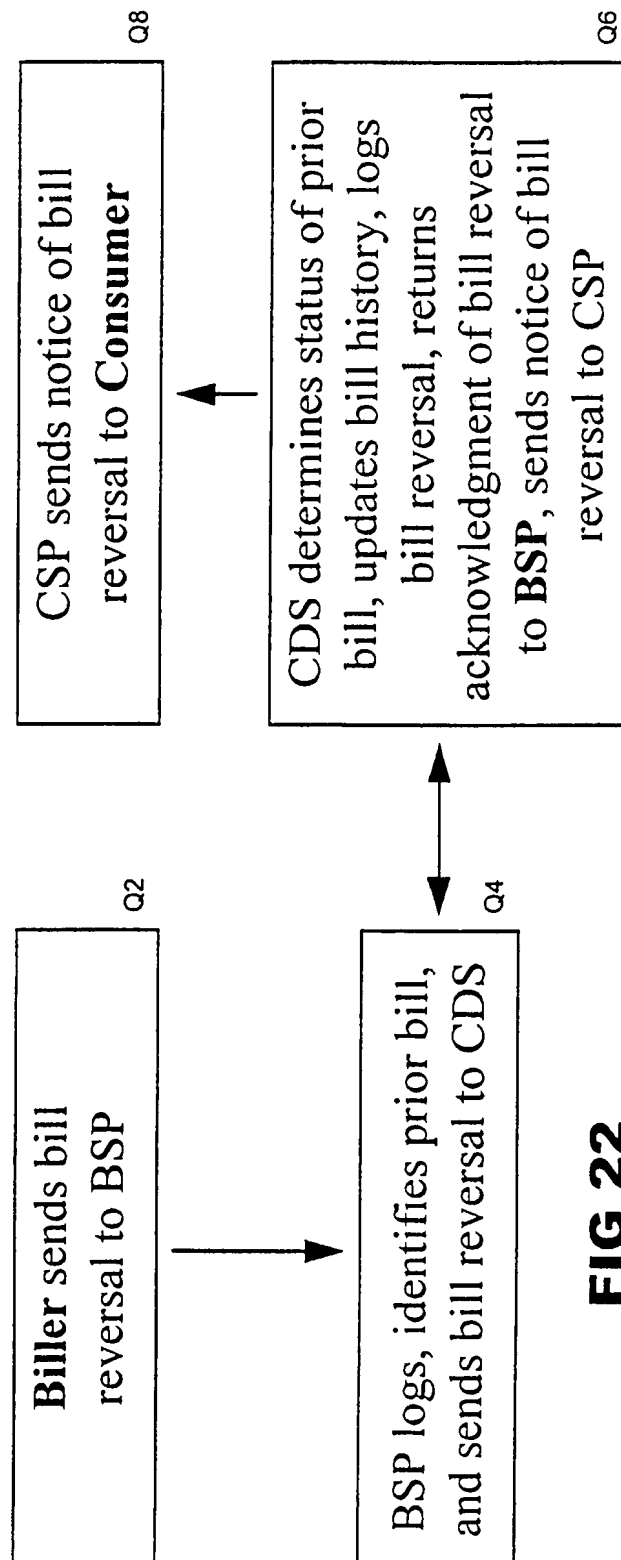 Biller sends bill
reversal to BSP
Q2
BSP logs, identifies prior bill,
and sends bill reversal to CDS
Q4
CSP sends notice of bill
reversal to Consumer
Q8
CDS determines status of prior
bill, updates bill history, logs
bill reversal, returns
acknowledgment of bill reversal
to BSP, sends notice of bill
reversal to CSP
Q6
FIG 22